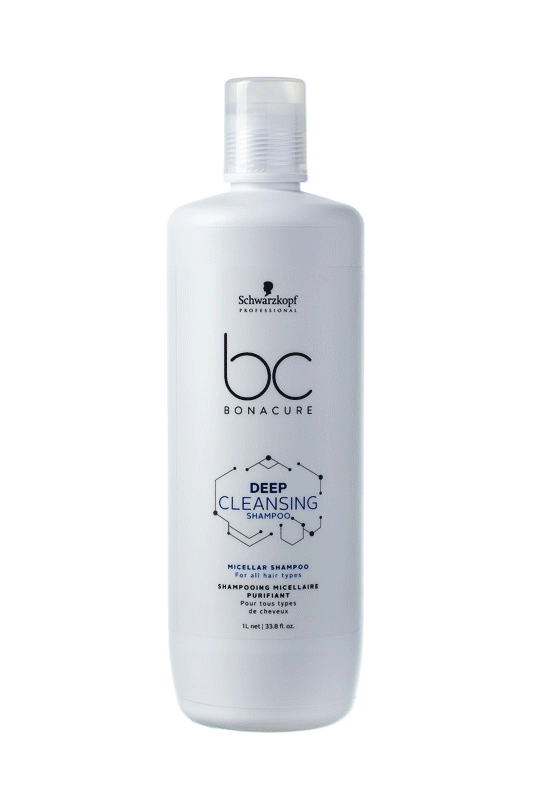 Schwarzkopf
PROFESSIONAL
bc
BONACURE
DEEP
CLEANSING
SHAMPOO
MICELLAR SHAMPOO
For all hair types
SHAMPOOING MICELLAIRE
PURIFIANT
Pour tous types
de cheveux
1L net | 33.8 fl. oz.